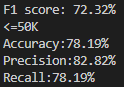 F1 score: 72.32%
<=50K
Accuracy:78.19%
Precision:82.82%
Recall:78.19%